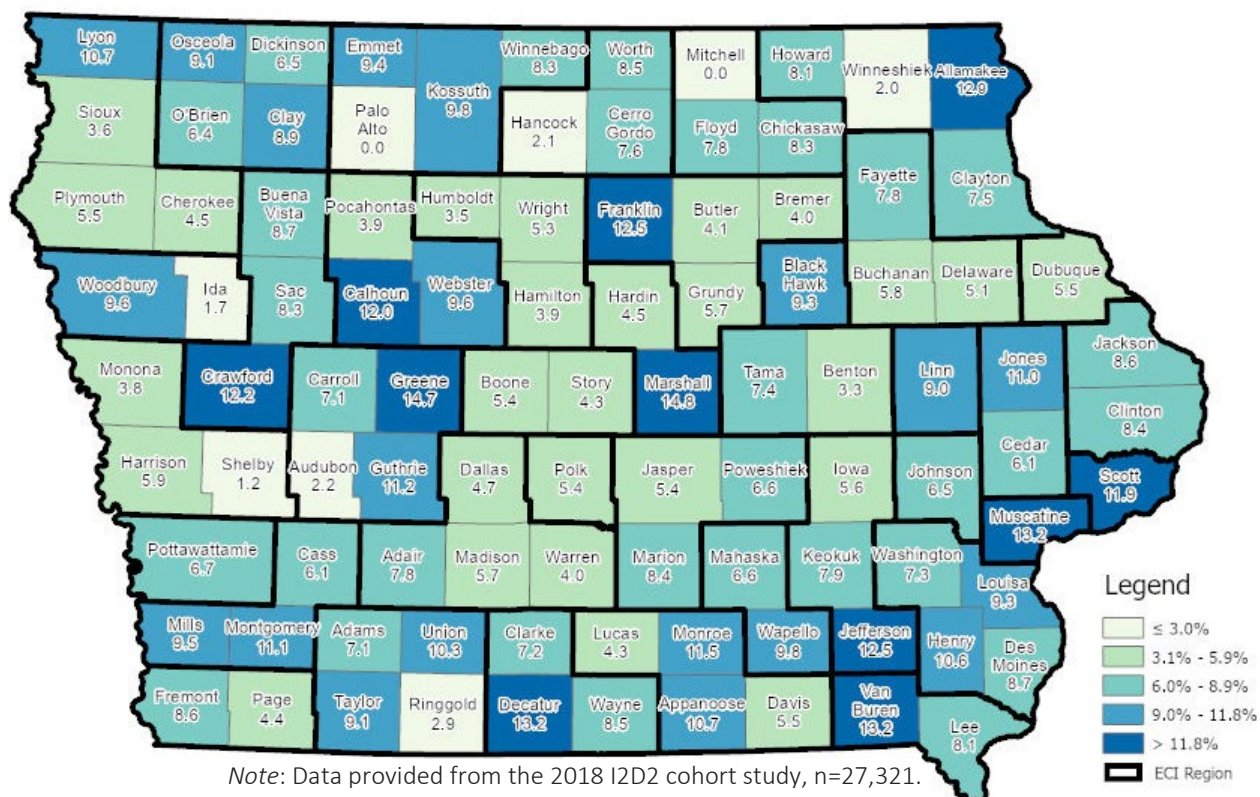 Lyon
10.7
Osceola
9.1
Dickinson
6.5
Emmet
9.4
Kossuth
9.8
Winnebago
8.3
Worth
8.5
Mitchell
0.0
Howard
8.1
Winneshiek
2.0
Allamakee
12.9
Sioux
3.6
O'Brien
6.4
Clay
8.9
Palo
Alto
0.0
Hancock
2.1
Cerro
Gordo
7.6
Floyd
7.8
Chickasaw
8.3
Fayette
7.8
Clayton
7.5
Plymouth
5.5
Cherokee
4.5
Buena
Vista
8.7
Pocahontas
3.9
Humboldt
3.5
Wright
5.3
Franklin
12.5
Butler
4.1
Bremer
4.0
Woodbury
9.6
Ida
1.7
Sac
8.3
Calhoun
12.0
Webster
9.6
Hamilton
3.9
Hardin
4.5
Grundy
5.7
Black
Hawk
9.3
Buchanan
5.8
Delaware
5.1
Dubuque
5.5
Monona
3.8
Crawford
12.2
Carroll
7.1
Greene
14.7
Boone
5.4
Story
4.3
Marshall
14.8
Tama
7.4
Benton
3.3
Linn
9.0
Jones
11.0
Jackson
8.6
Clinton
8.4
Cedar
6.1
Harrison
5.9
Shelby
1.2
Audubon
2.2
Guthrie
11.2
Dallas
4.7
Polk
5.4
Jasper
5.4
Poweshiek
6.6
Iowa
5.6
Johnson
6.5
Scott
11.9
Muscatine
13.2
Pottawattamie
6.7
Cass
6.1
Adair
7.8
Madison
5.7
Warren
4.0
Marion
8.4
Mahaska
6.6
Keokuk
7.9
Washington
7.3
Louisa
9.3
Mills
9.5
Montgomery
11.1
Adams
7.1
Union
10.3
Clarke
7.2
Lucas
4.3
Monroe
11.5
Wapello
9.8
Jefferson
12.5
Henry
10.6
Des
Moines
8.7
Fremont
8.6
Page
4.4
Taylor
9.1
Ringgold
2.9
Decatur
13.2
Wayne
8.5
Appanoose
10.7
Davis
5.5
Van
Buren
13.2
Lee
8.1
Legend
≤ 3.0%
3.1% - 5.9%
6.0% - 8.9%
9.0% - 11.8%
> 11.8%
ECI Region
Note: Data provided from the 2018 I2D2 cohort study, n=27,321.